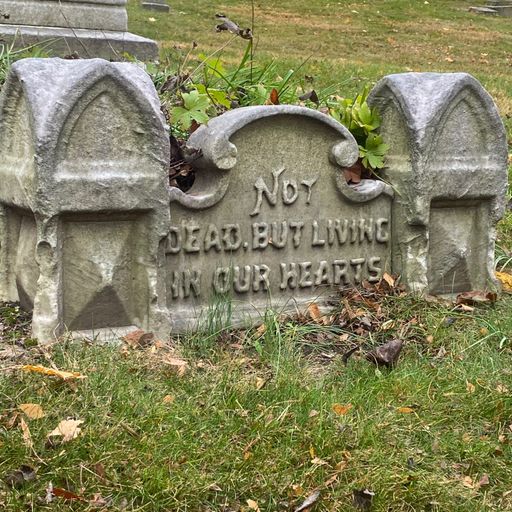 Not
DEAD, BUT LIVING
IN OUR HEARTS